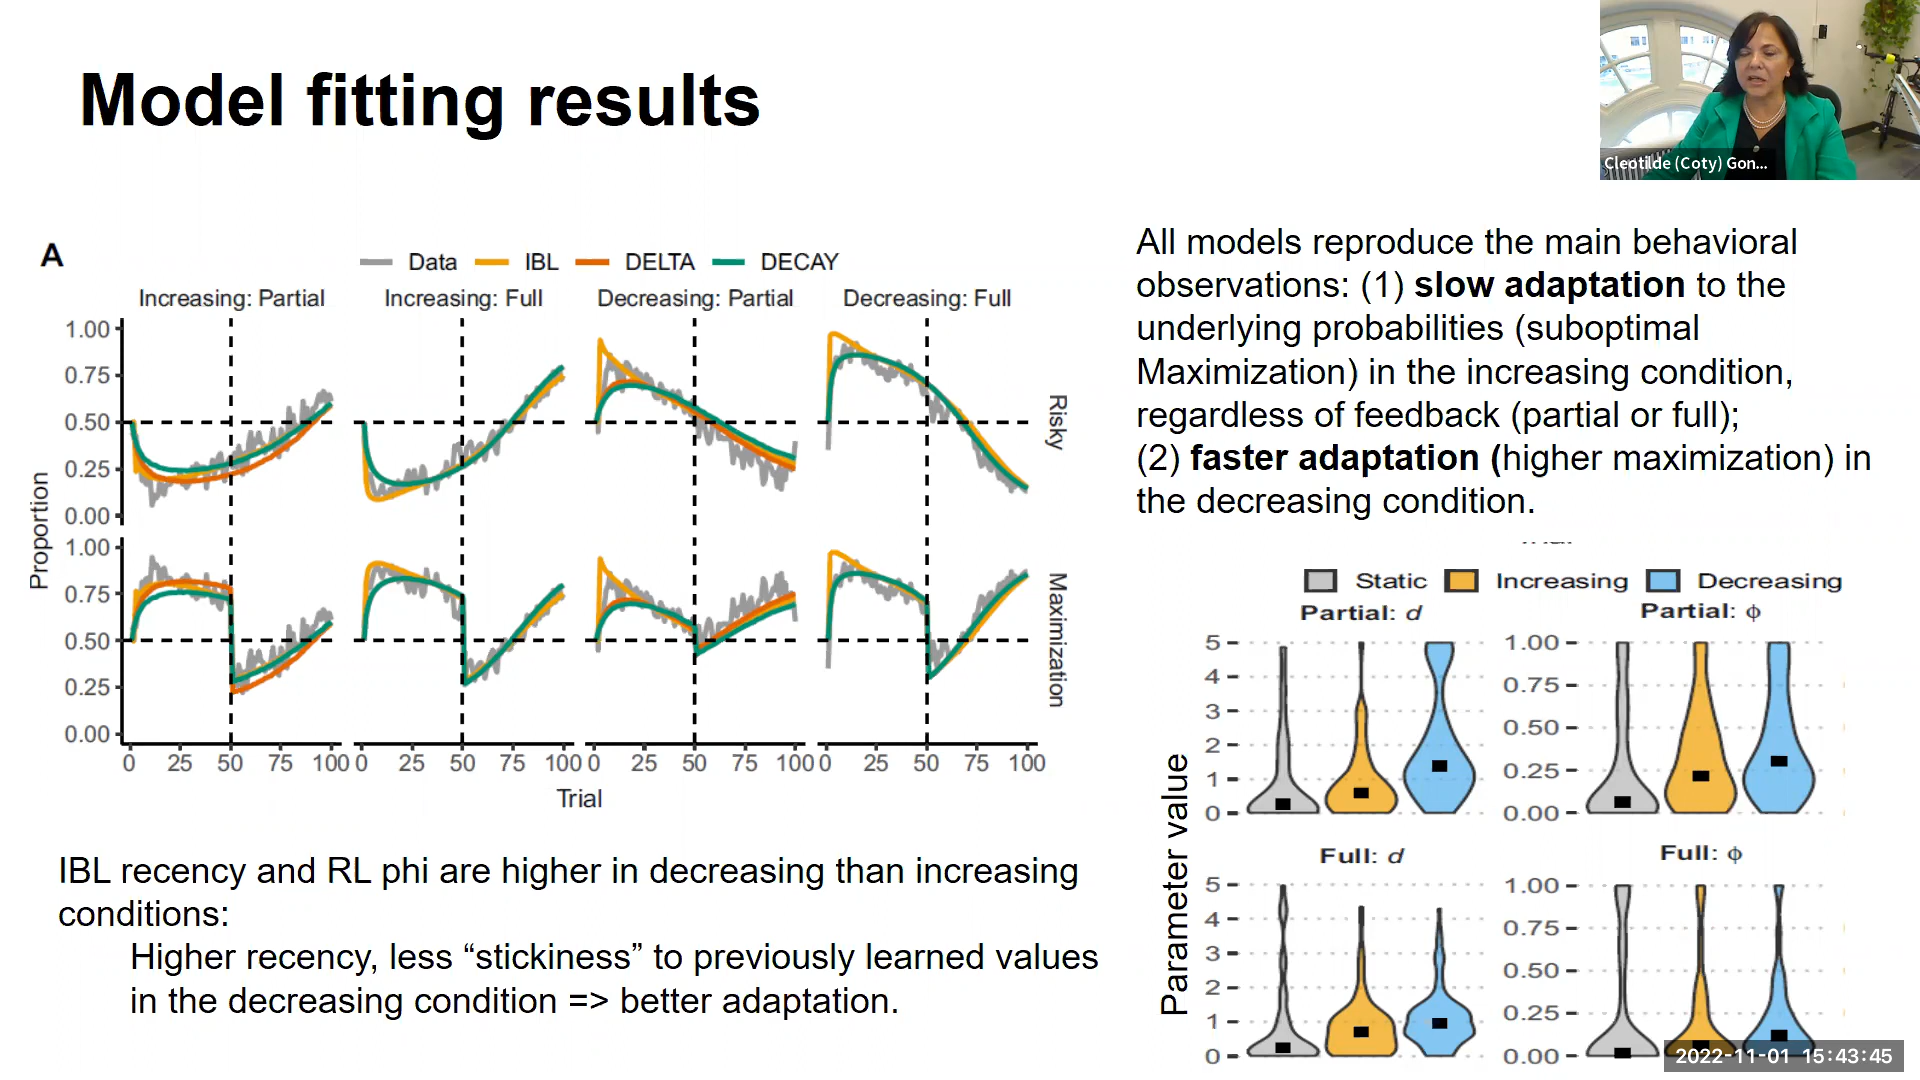 Model fitting results
Cleotilde (Coty) Gon...
A
Data IBL DELTA DECAY
Increasing: Partial Increasing: Full Decreasing: Partial Decreasing: Full
1.00
0.75
0.50
0.25
0.00
Risky
Proportion
1.00
0.75
0.50
0.25
0.00
Maximization
0 25 50 75 100 0 25 50 75 100 0 25 50 75 100 0 25 50 75 100
Trial
IBL recency and RL phi are higher in decreasing than increasing
conditions:
Higher recency, less “stickiness” to previously learned values
in the decreasing condition => better adaptation.
All models reproduce the main behavioral
observations: (1) slow adaptation to the
underlying probabilities (suboptimal
Maximization) in the increasing condition,
regardless of feedback (partial or full);
(2) faster adaptation (higher maximization) in
the decreasing condition.
Static Increasing Decreasing
Partial: d Partial: ϕ
5
4
3
2
1
0
1.00
0.75
0.50
0.25
0.00
Parameter value
Full: d Full: ϕ
5
4
3
2
1
0
1.00
0.75
0.50
0.25
0.00
2022-11-01 15:43:45